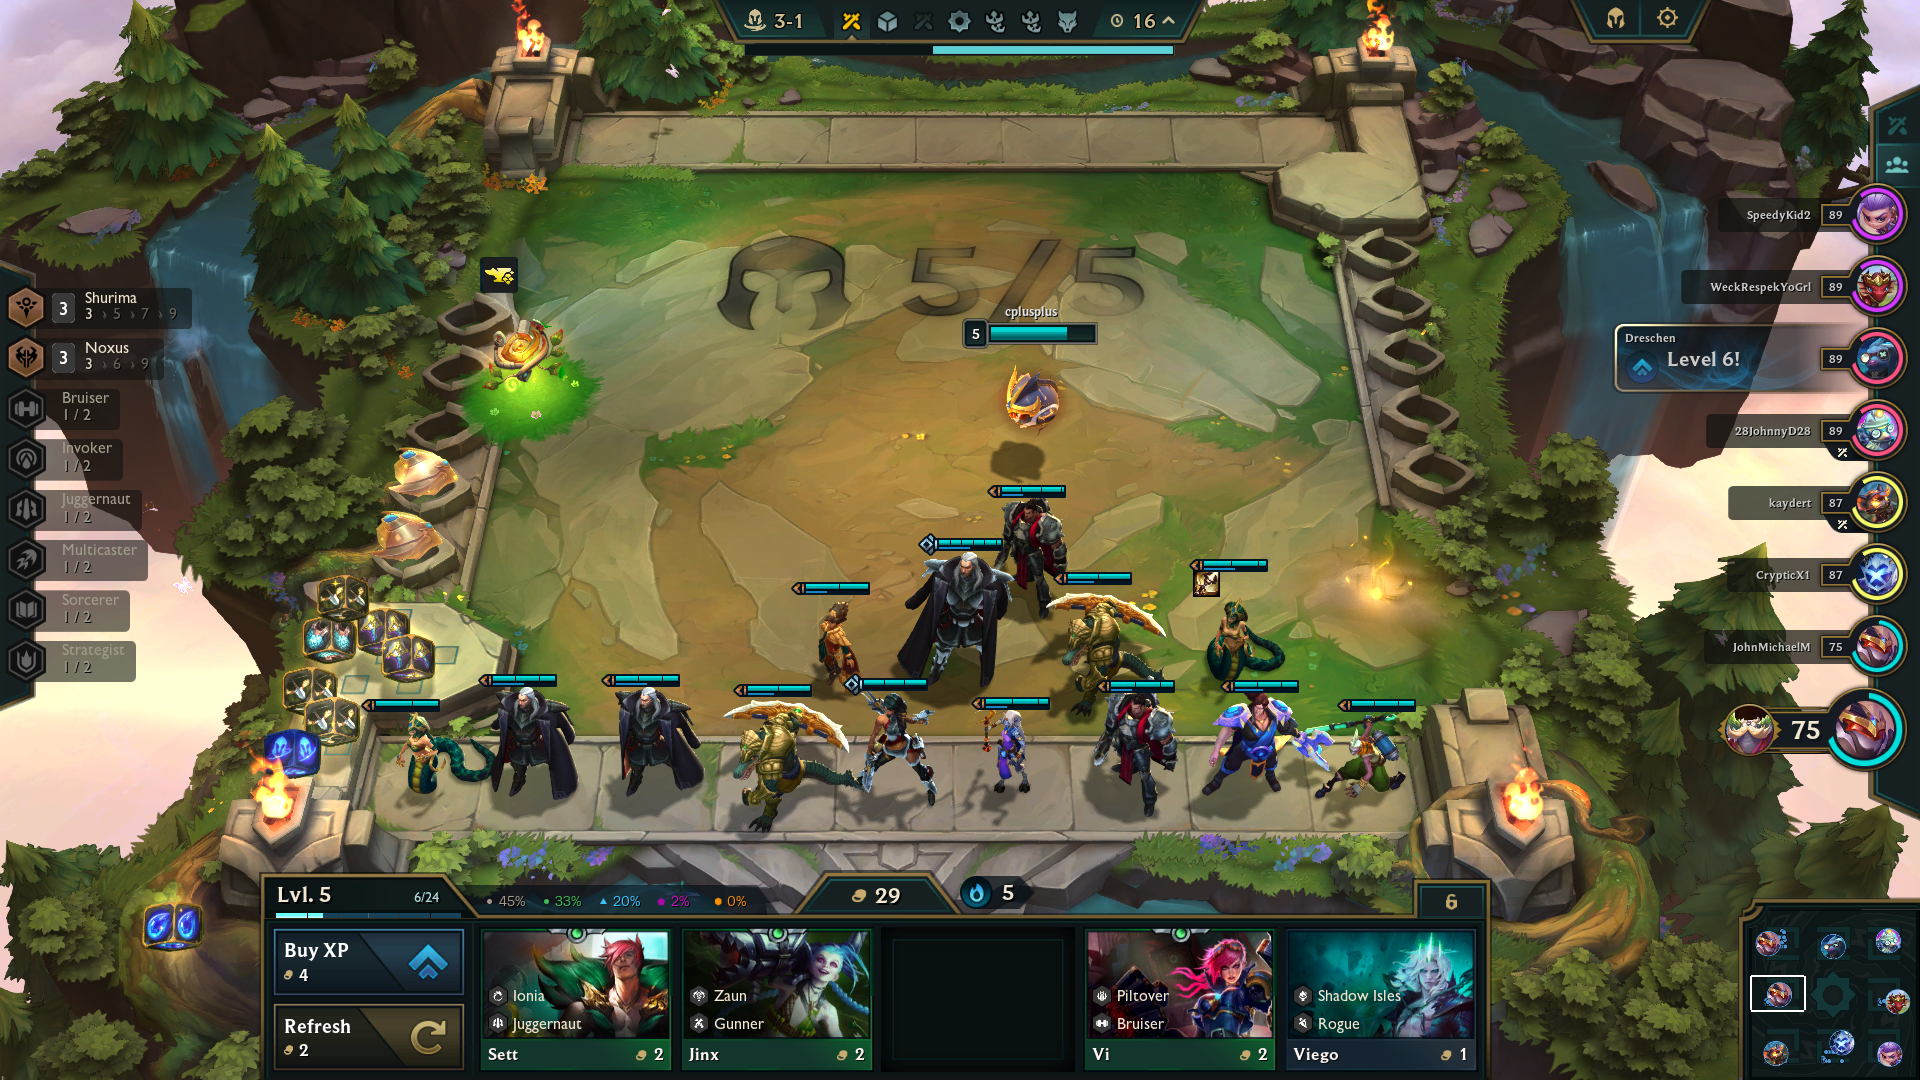 3-1
16
5/5
cplusplus
5
3
Shurima
3 › 5 › 7 › 9
3
Noxus
3 › 6 › 9
Bruiser
1 / 2
Invoker
1 / 2
Juggernaut
1 / 2
Multicaster
1 / 2
Sorcerer
1 / 2
Strategist
1 / 2
SpeedyKid2
89
WeckRespekYoGrl
89
Dreschen
Level 6!
89
28JohnnyD28
89
kaydert
87
CrypticX1
87
JohnMichaelM
75
75
Lvl. 5
6/24
45%
33%
20%
2%
0%
29
5
6
Buy XP
4
Refresh
2
Ionia
Juggernaut
Sett
2
Zaun
Gunner
Jinx
2
Piltover
Bruiser
Vi
2
Shadow Isles
Rogue
Viego
1